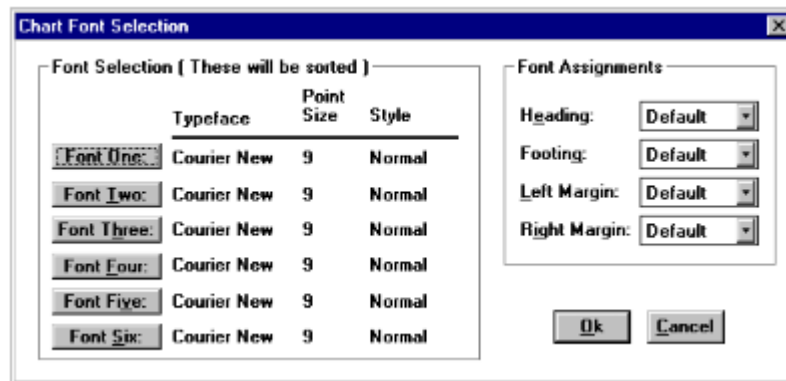 Chart Font Selection
Font Selection ( These will be sorted )
Typeface Point Size Style
Font One: Courier New 9 Normal
Font Two: Courier New 9 Normal
Font Three: Courier New 9 Normal
Font Four: Courier New 9 Normal
Font Five: Courier New 9 Normal
Font Six: Courier New 9 Normal
Font Assignments
Heading: Default
Footing: Default
Left Margin: Default
Right Margin: Default
Ok Cancel